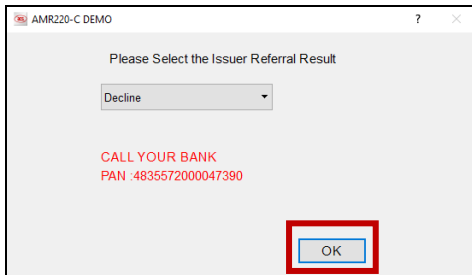 AMR220-C DEMO
Please Select the Issuer Referral Result
Decline
CALL YOUR BANK
PAN :4835572000047390
OK